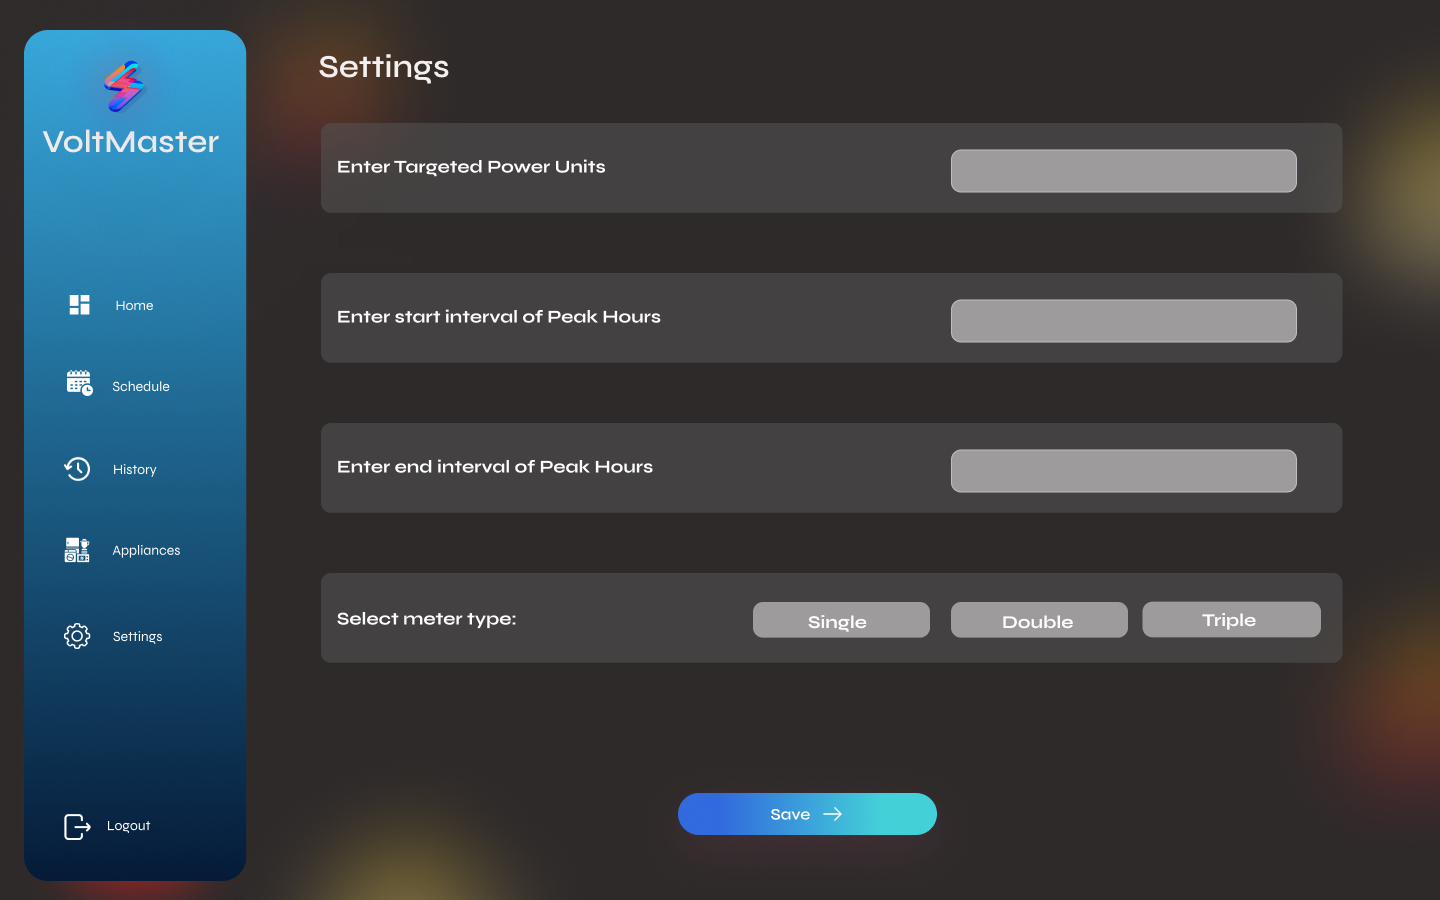 VoltMaster
Home
Schedule
History
Appliances
Settings
Logout
Settings
Enter Targeted Power Units
Enter start interval of Peak Hours
Enter end interval of Peak Hours
Select meter type:
Single
Double
Triple
Save